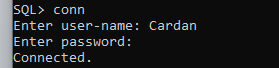 SQL> conn
Enter user-name: Cardan
Enter password:
Connected.